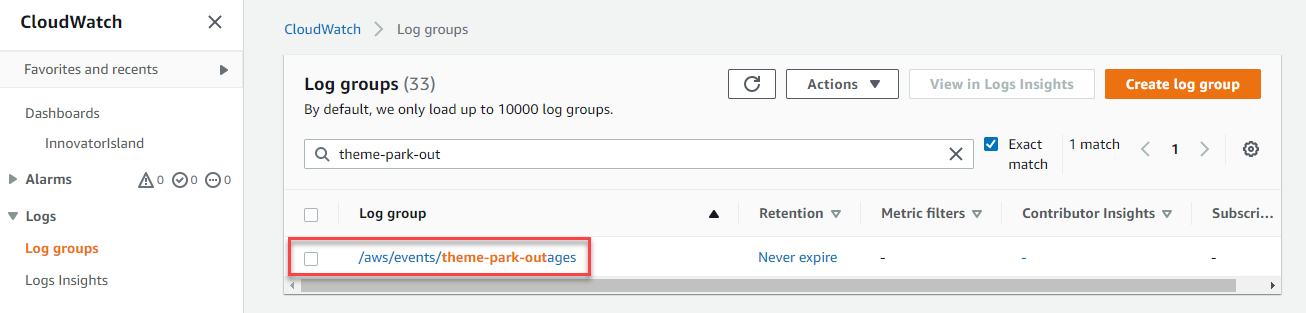 CloudWatch
Favorites and recents
Dashboards
InnovatorIsland
Alarms 0 0 0
Logs
Log groups
Logs Insights
CloudWatch > Log groups
Log groups (33)
Actions
View in Logs Insights
Create log group
By default, we only load up to 10000 log groups.
theme-park-out
Exact match
1 match
1
Log group
Retention
Metric filters
Contributor Insights
Subscri...
/aws/events/theme-park-outages
Never expire
-
-
-